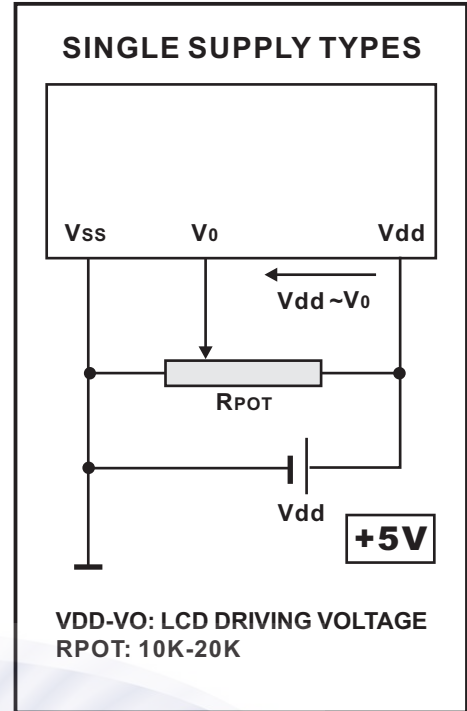 SINGLE SUPPLY TYPES
Vss V0 Vdd
Vdd ~V0
RPOT
Vdd
+5V
VDD-VO: LCD DRIVING VOLTAGE
RPOT: 10K-20K